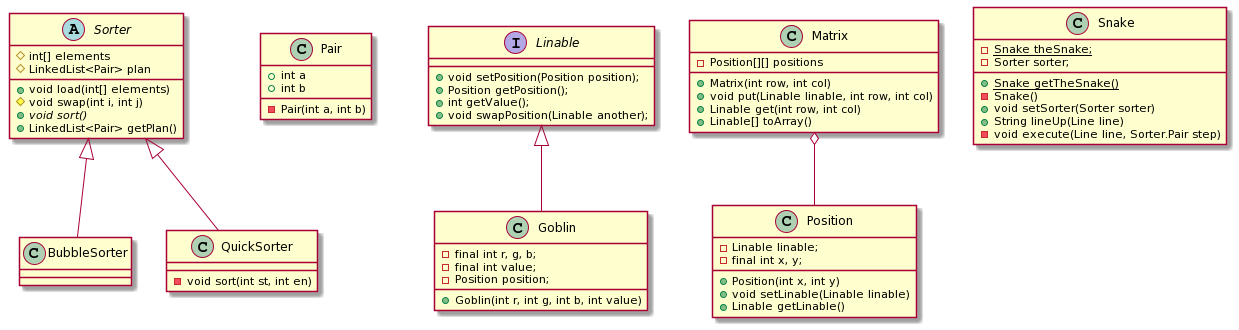 A Sorter
int[] elements
LinkedList<Pair> plan
void load(int[] elements)
void swap(int i, int j)
void sort()
LinkedList<Pair> getPlan()
C Pair
int a
int b
Pair(int a, int b)
I Linable
void setPosition(Position position);
Position getPosition();
int getValue();
void swapPosition(Linable another);
C Matrix
Position[][] positions
Matrix(int row, int col)
void put(Linable linable, int row, int col)
Linable get(int row, int col)
Linable[] toArray()
C Snake
Snake theSnake;
Sorter sorter;
Snake getTheSnake()
Snake()
void setSorter(Sorter sorter)
String lineUp(Line line)
void execute(Line line, Sorter.Pair step)
C BubbleSorter
C QuickSorter
void sort(int st, int en)
C Goblin
final int r, g, b;
final int value;
Position position;
Goblin(int r, int g, int b, int value)
C Position
Linable linable;
final int x, y;
Position(int x, int y)
void setLinable(Linable linable)
Linable getLinable()